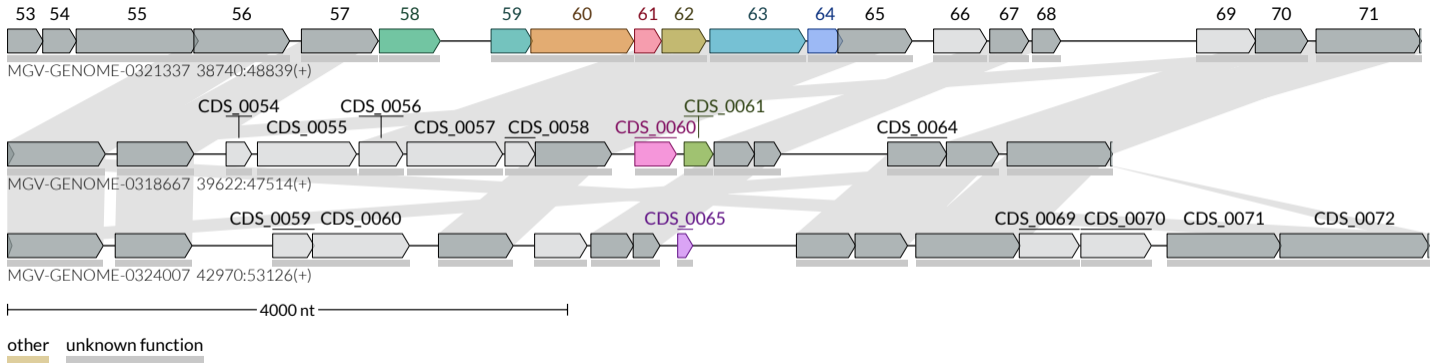 53 54 55 56 57 58 59 60 61 62 63 64 65 66 67 68 69 70 71
MGV-GENOME-0321337 38740:48839(+)
CDS_0054 CDS_0056 CDS_0061
CDS_0055 CDS_0057 CDS_0058 CDS_0060 CDS_0064
MGV-GENOME-0318667 39622:47514(+)
CDS_0059 CDS_0060 CDS_0065 CDS_0069 CDS_0070 CDS_0071 CDS_0072
MGV-GENOME-0324007 42970:53126(+)
4000 nt
other unknown function